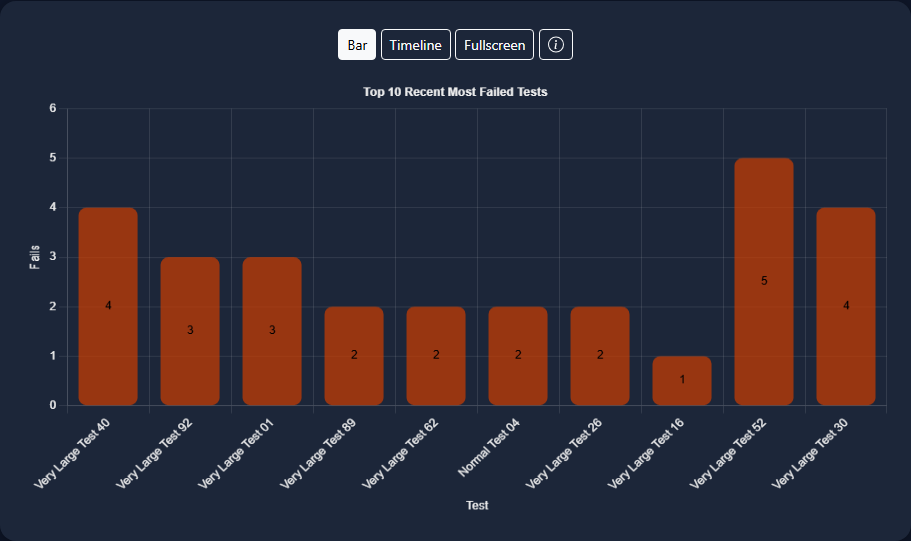 Bar Timeline Fullscreen
Top 10 Recent Most Failed Tests
6
5
4
3
2
1
0
Fails
4 3 3 2 2 2 2 1 5 4
Very Large Test 40
Very Large Test 92
Very Large Test 01
Very Large Test 89
Very Large Test 62
Normal Test 04
Very Large Test 26
Very Large Test 16
Very Large Test 52
Very Large Test 30
Test